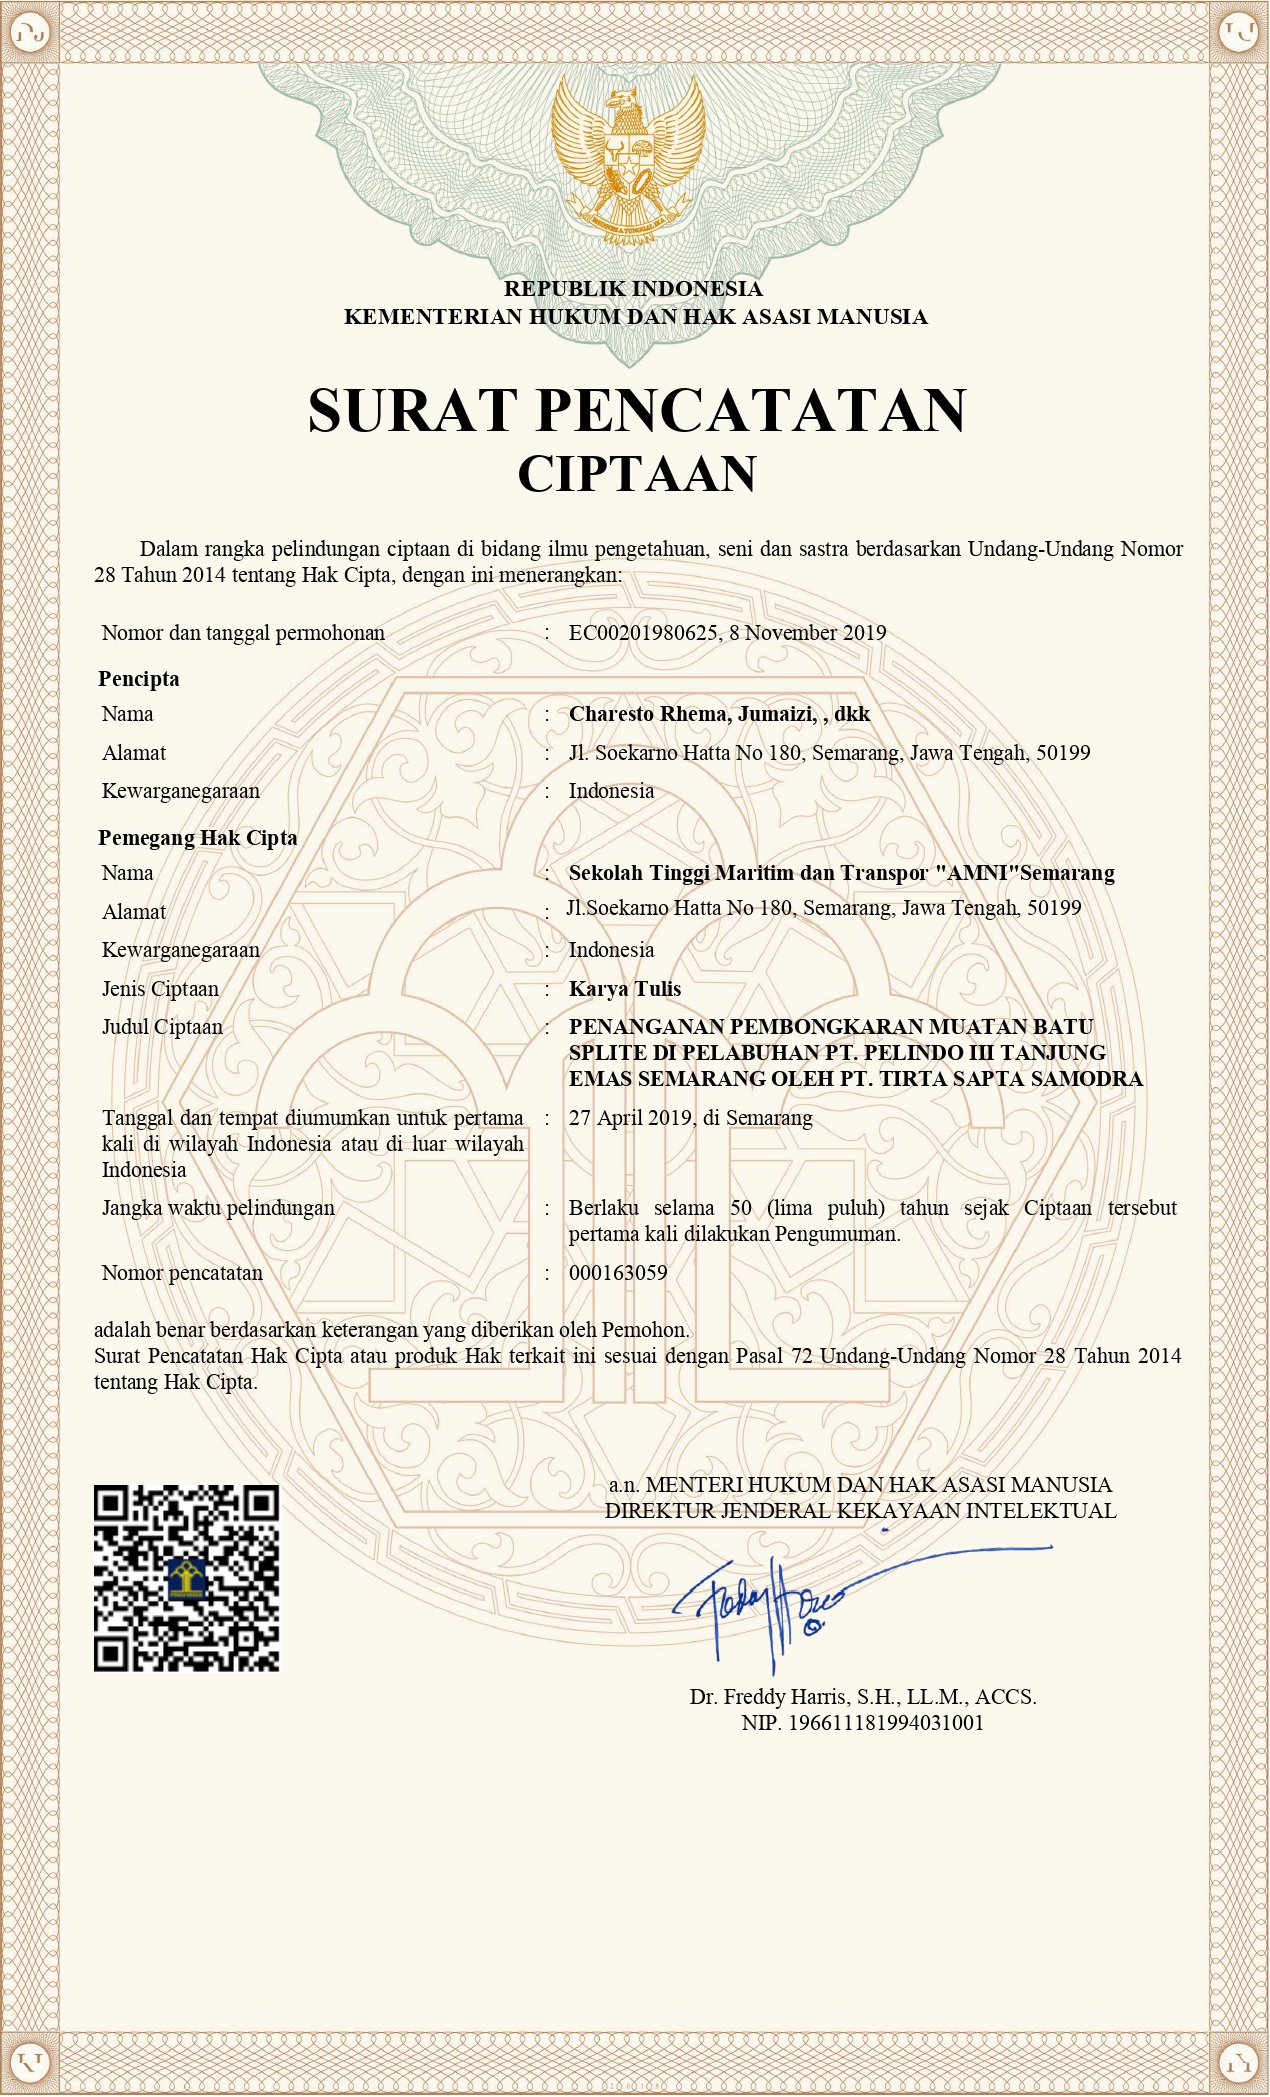 BHINNEKA TUNGGAL IKA
REPUBLIK INDONESIA
KEMENTERIAN HUKUM DAN HAK ASASI MANUSIA
SURAT PENCATATAN
CIPTAAN
Dalam rangka pelindungan ciptaan di bidang ilmu pengetahuan, seni dan sastra berdasarkan Undang-Undang Nomor
28 Tahun 2014 tentang Hak Cipta, dengan ini menerangkan:
Nomor dan tanggal permohonan : EC00201980625, 8 November 2019
Pencipta
Nama : Charesto Rhema, Jumaizi, , dkk
Alamat : Jl. Soekarno Hatta No 180, Semarang, Jawa Tengah, 50199
Kewarganegaraan : Indonesia
Pemegang Hak Cipta
Nama : Sekolah Tinggi Maritim dan Transpor "AMNI"Semarang
Alamat : Jl.Soekarno Hatta No 180, Semarang, Jawa Tengah, 50199
Kewarganegaraan : Indonesia
Jenis Ciptaan : Karya Tulis
Judul Ciptaan : PENANGANAN PEMBONGKARAN MUATAN BATU
SPLITE DI PELABUHAN PT. PELINDO III TANJUNG
EMAS SEMARANG OLEH PT. TIRTA SAPTA SAMODRA
Tanggal dan tempat diumumkan untuk pertama : 27 April 2019, di Semarang
kali di wilayah Indonesia atau di luar wilayah
Indonesia
Jangka waktu pelindungan : Berlaku selama 50 (lima puluh) tahun sejak Ciptaan tersebut
pertama kali dilakukan Pengumuman.
Nomor pencatatan : 000163059
adalah benar berdasarkan keterangan yang diberikan oleh Pemohon.
Surat Pencatatan Hak Cipta atau produk Hak terkait ini sesuai dengan Pasal 72 Undang-Undang Nomor 28 Tahun 2014
tentang Hak Cipta.
a.n. MENTERI HUKUM DAN HAK ASASI MANUSIA
DIREKTUR JENDERAL KEKAYAAN INTELEKTUAL
Dr. Freddy Harris, S.H., LL.M., ACCS.
NIP. 196611181994031001